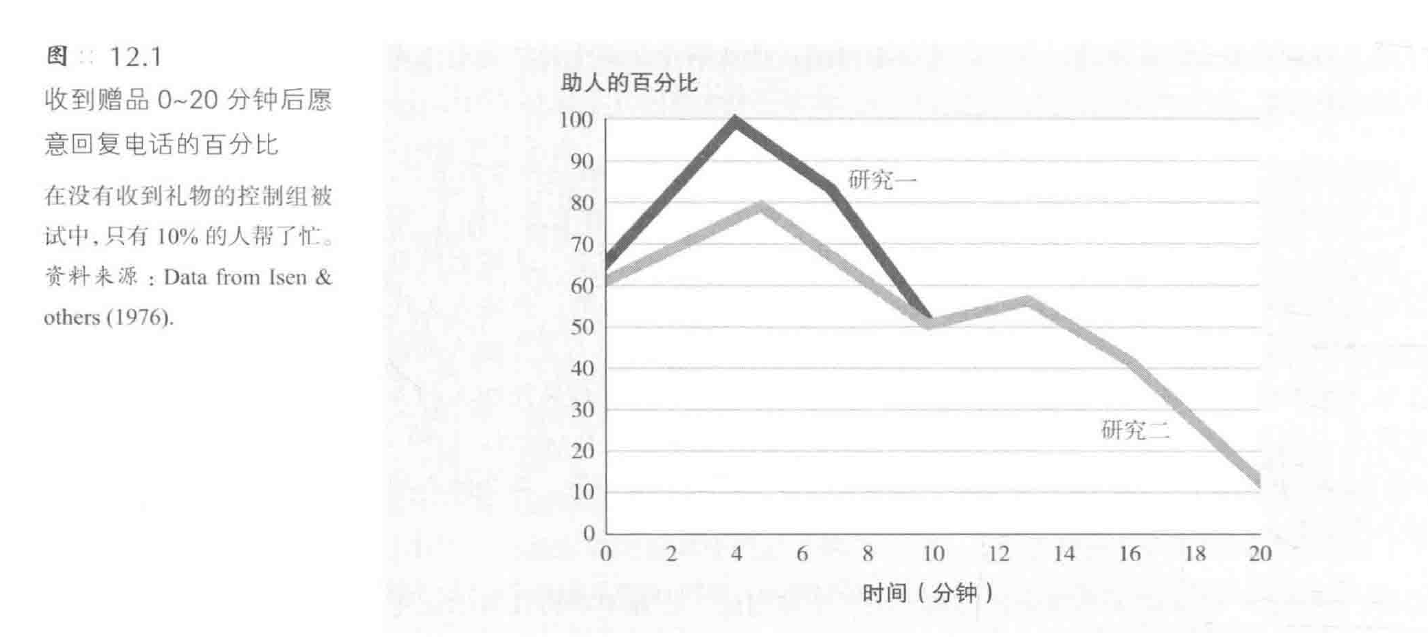 图 :: 12.1
收到赠品 0~20 分钟后愿
意回复电话的百分比
在没有收到礼物的控制组被
试中，只有 10% 的人帮了忙。
资料来源：Data from Isen &
others (1976).
助人的百分比
100
90
80
70
60
50
40
30
20
10
0
研究一
研究二
0 2 4 6 8 10 12 14 16 18 20
时间（分钟）